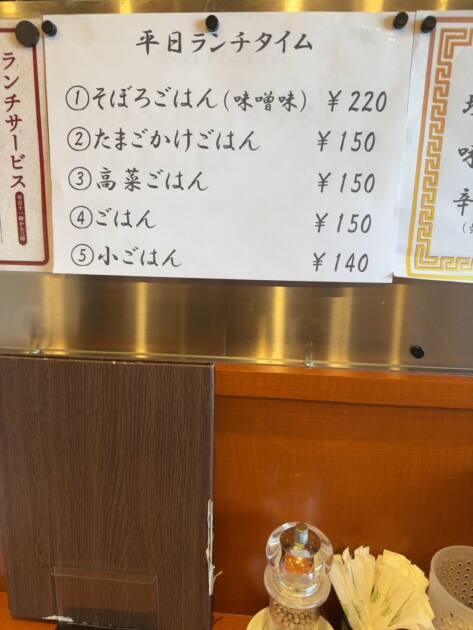 平日ランチタイム
①そぼろごはん(味噌味) ¥220
②たまごかけごはん ¥150
③高菜ごはん ¥150
④ごはん ¥150
⑤小ごはん ¥140
ランチサービス
味
辛